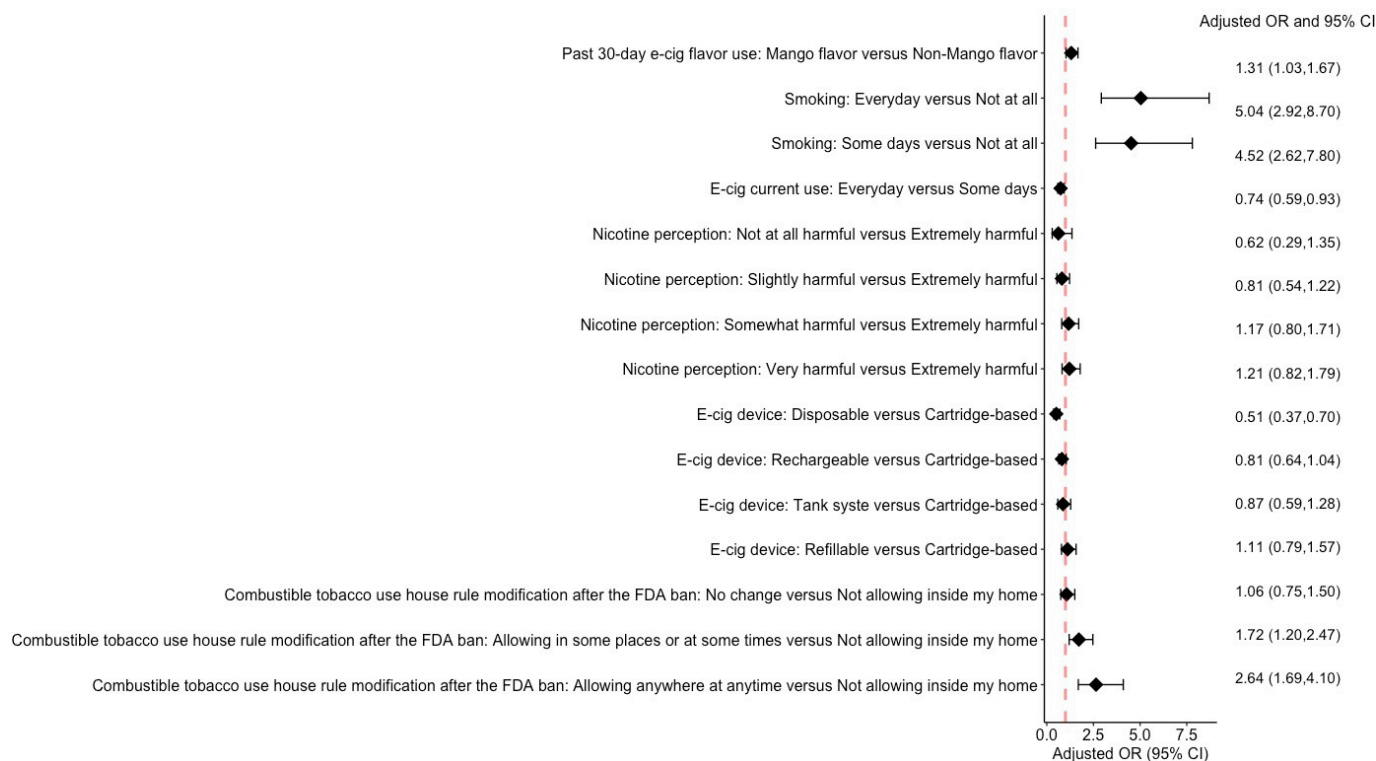 Adjusted OR and 95% CI
Past 30-day e-cig flavor use: Mango flavor versus Non-Mango flavor
1.31 (1.03,1.67)
Smoking: Everyday versus Not at all
5.04 (2.92,8.70)
Smoking: Some days versus Not at all
4.52 (2.62,7.80)
E-cig current use: Everyday versus Some days
0.74 (0.59,0.93)
Nicotine perception: Not at all harmful versus Extremely harmful
0.62 (0.29,1.35)
Nicotine perception: Slightly harmful versus Extremely harmful
0.81 (0.54,1.22)
Nicotine perception: Somewhat harmful versus Extremely harmful
1.17 (0.80,1.71)
Nicotine perception: Very harmful versus Extremely harmful
1.21 (0.82,1.79)
E-cig device: Disposable versus Cartridge-based
0.51 (0.37,0.70)
E-cig device: Rechargeable versus Cartridge-based
0.81 (0.64,1.04)
E-cig device: Tank syste versus Cartridge-based
0.87 (0.59,1.28)
E-cig device: Refillable versus Cartridge-based
1.11 (0.79,1.57)
Combustible tobacco use house rule modification after the FDA ban: No change versus Not allowing inside my home
1.06 (0.75,1.50)
Combustible tobacco use house rule modification after the FDA ban: Allowing in some places or at some times versus Not allowing inside my home
1.72 (1.20,2.47)
Combustible tobacco use house rule modification after the FDA ban: Allowing anywhere at anytime versus Not allowing inside my home
2.64 (1.69,4.10)
0.0 2.5 5.0 7.5
Adjusted OR (95% CI)